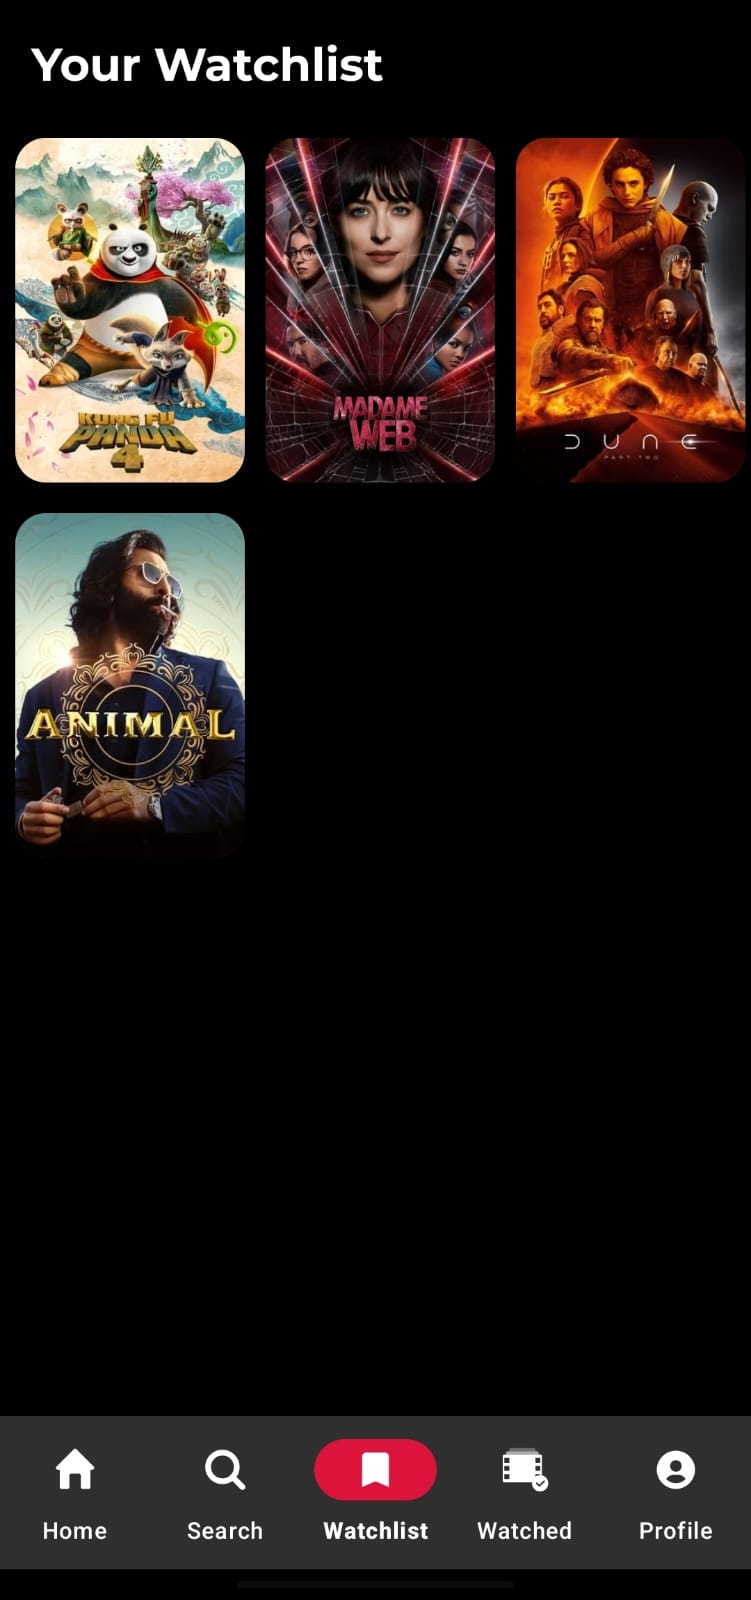 Your Watchlist
KUNG FU
PANDA
4
MADAME
WEB
DUNE
PART TWO
ANIMAL
Home
Search
Watchlist
Watched
Profile